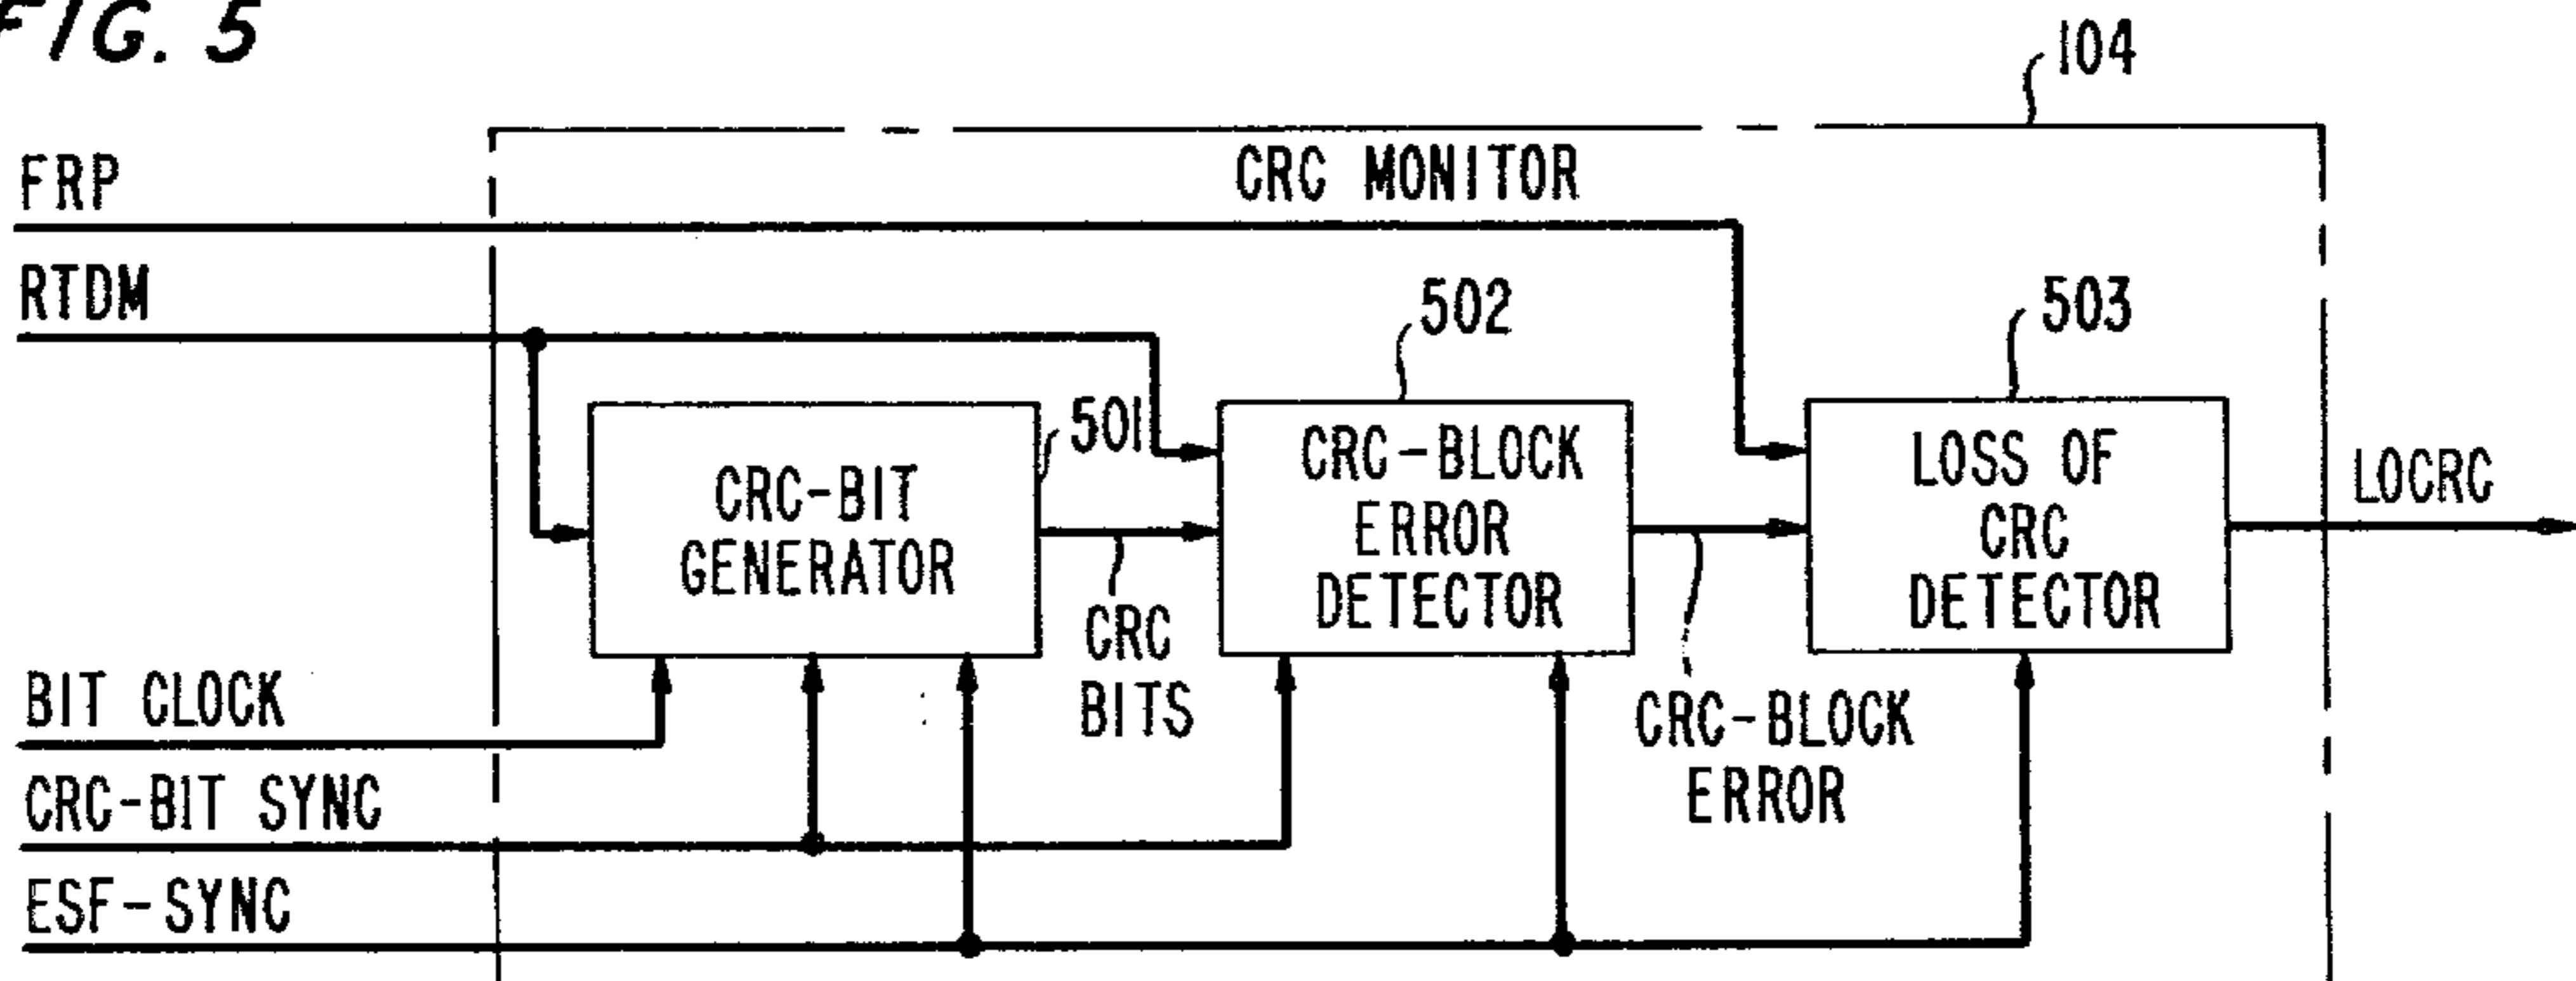 FIG. 5
104
FRP
CRC MONITOR
RTDM
502
503
501
CRC-BIT
GENERATOR
CRC-BLOCK
ERROR
DETECTOR
LOSS OF
CRC
DETECTOR
LOCRC
CRC
BITS
BIT CLOCK
CRC-BLOCK
ERROR
CRC-BIT SYNC
ESF-SYNC